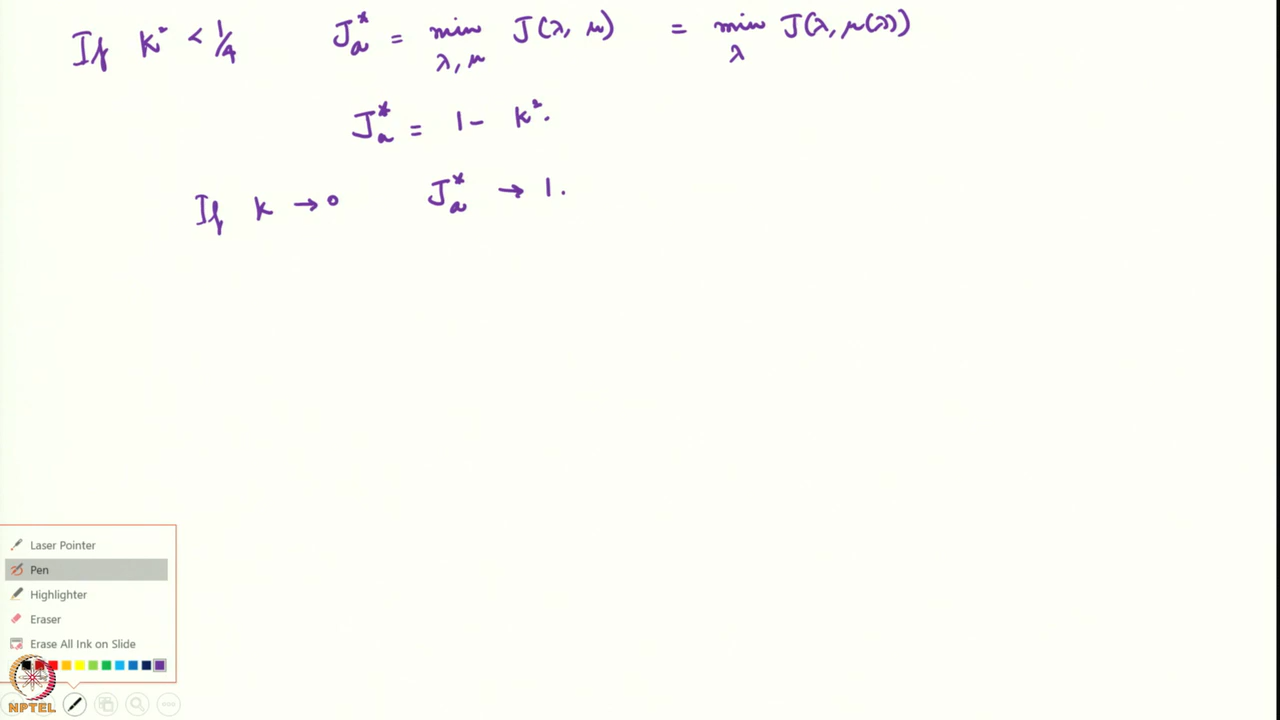 If k² < 1/4 J*ₐ = min J(λ, μ) = min J(λ, μ(λ))
λ, μ λ
J*ₐ = 1 - k².
If k → 0 J*ₐ → 1.
Laser Pointer
Pen
Highlighter
Eraser
Erase All Ink on Slide
NPTEL